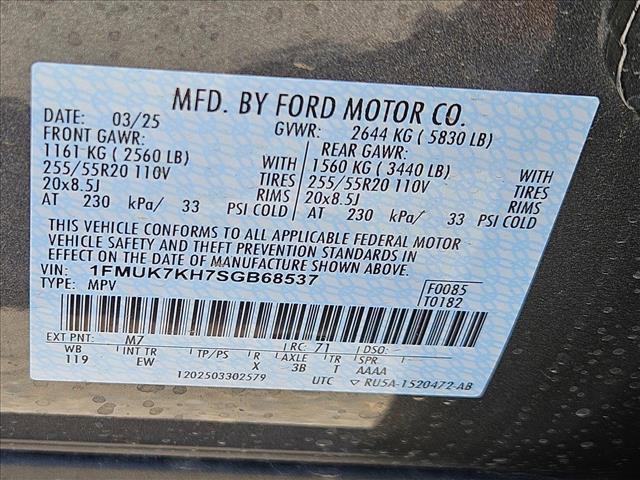 MFD. BY FORD MOTOR CO.
DATE: 03/25 GVWR: 2644 KG ( 5830 LB)
FRONT GAWR: REAR GAWR:
1161 KG ( 2560 LB) WITH 1560 KG ( 3440 LB) WITH
255/55R20 110V TIRES 255/55R20 110V TIRES
20x8.5J RIMS 20x8.5J RIMS
AT 230 kPa/ 33 PSI COLD AT 230 kPa/ 33 PSI COLD
THIS VEHICLE CONFORMS TO ALL APPLICABLE FEDERAL MOTOR
VEHICLE SAFETY AND THEFT PREVENTION STANDARDS IN
EFFECT ON THE DATE OF MANUFACTURE SHOWN ABOVE.
VIN: 1FMUK7KH7SGB68537 F0085
TYPE: MPV T0182
EXT PNT: M7 RC: 71 DSO:
WB INT TR TP/PS R AXLE TR SPR
119 EW X 3B T AAAA
1202503302579 UTC ▽ RU5A-1520472-AB